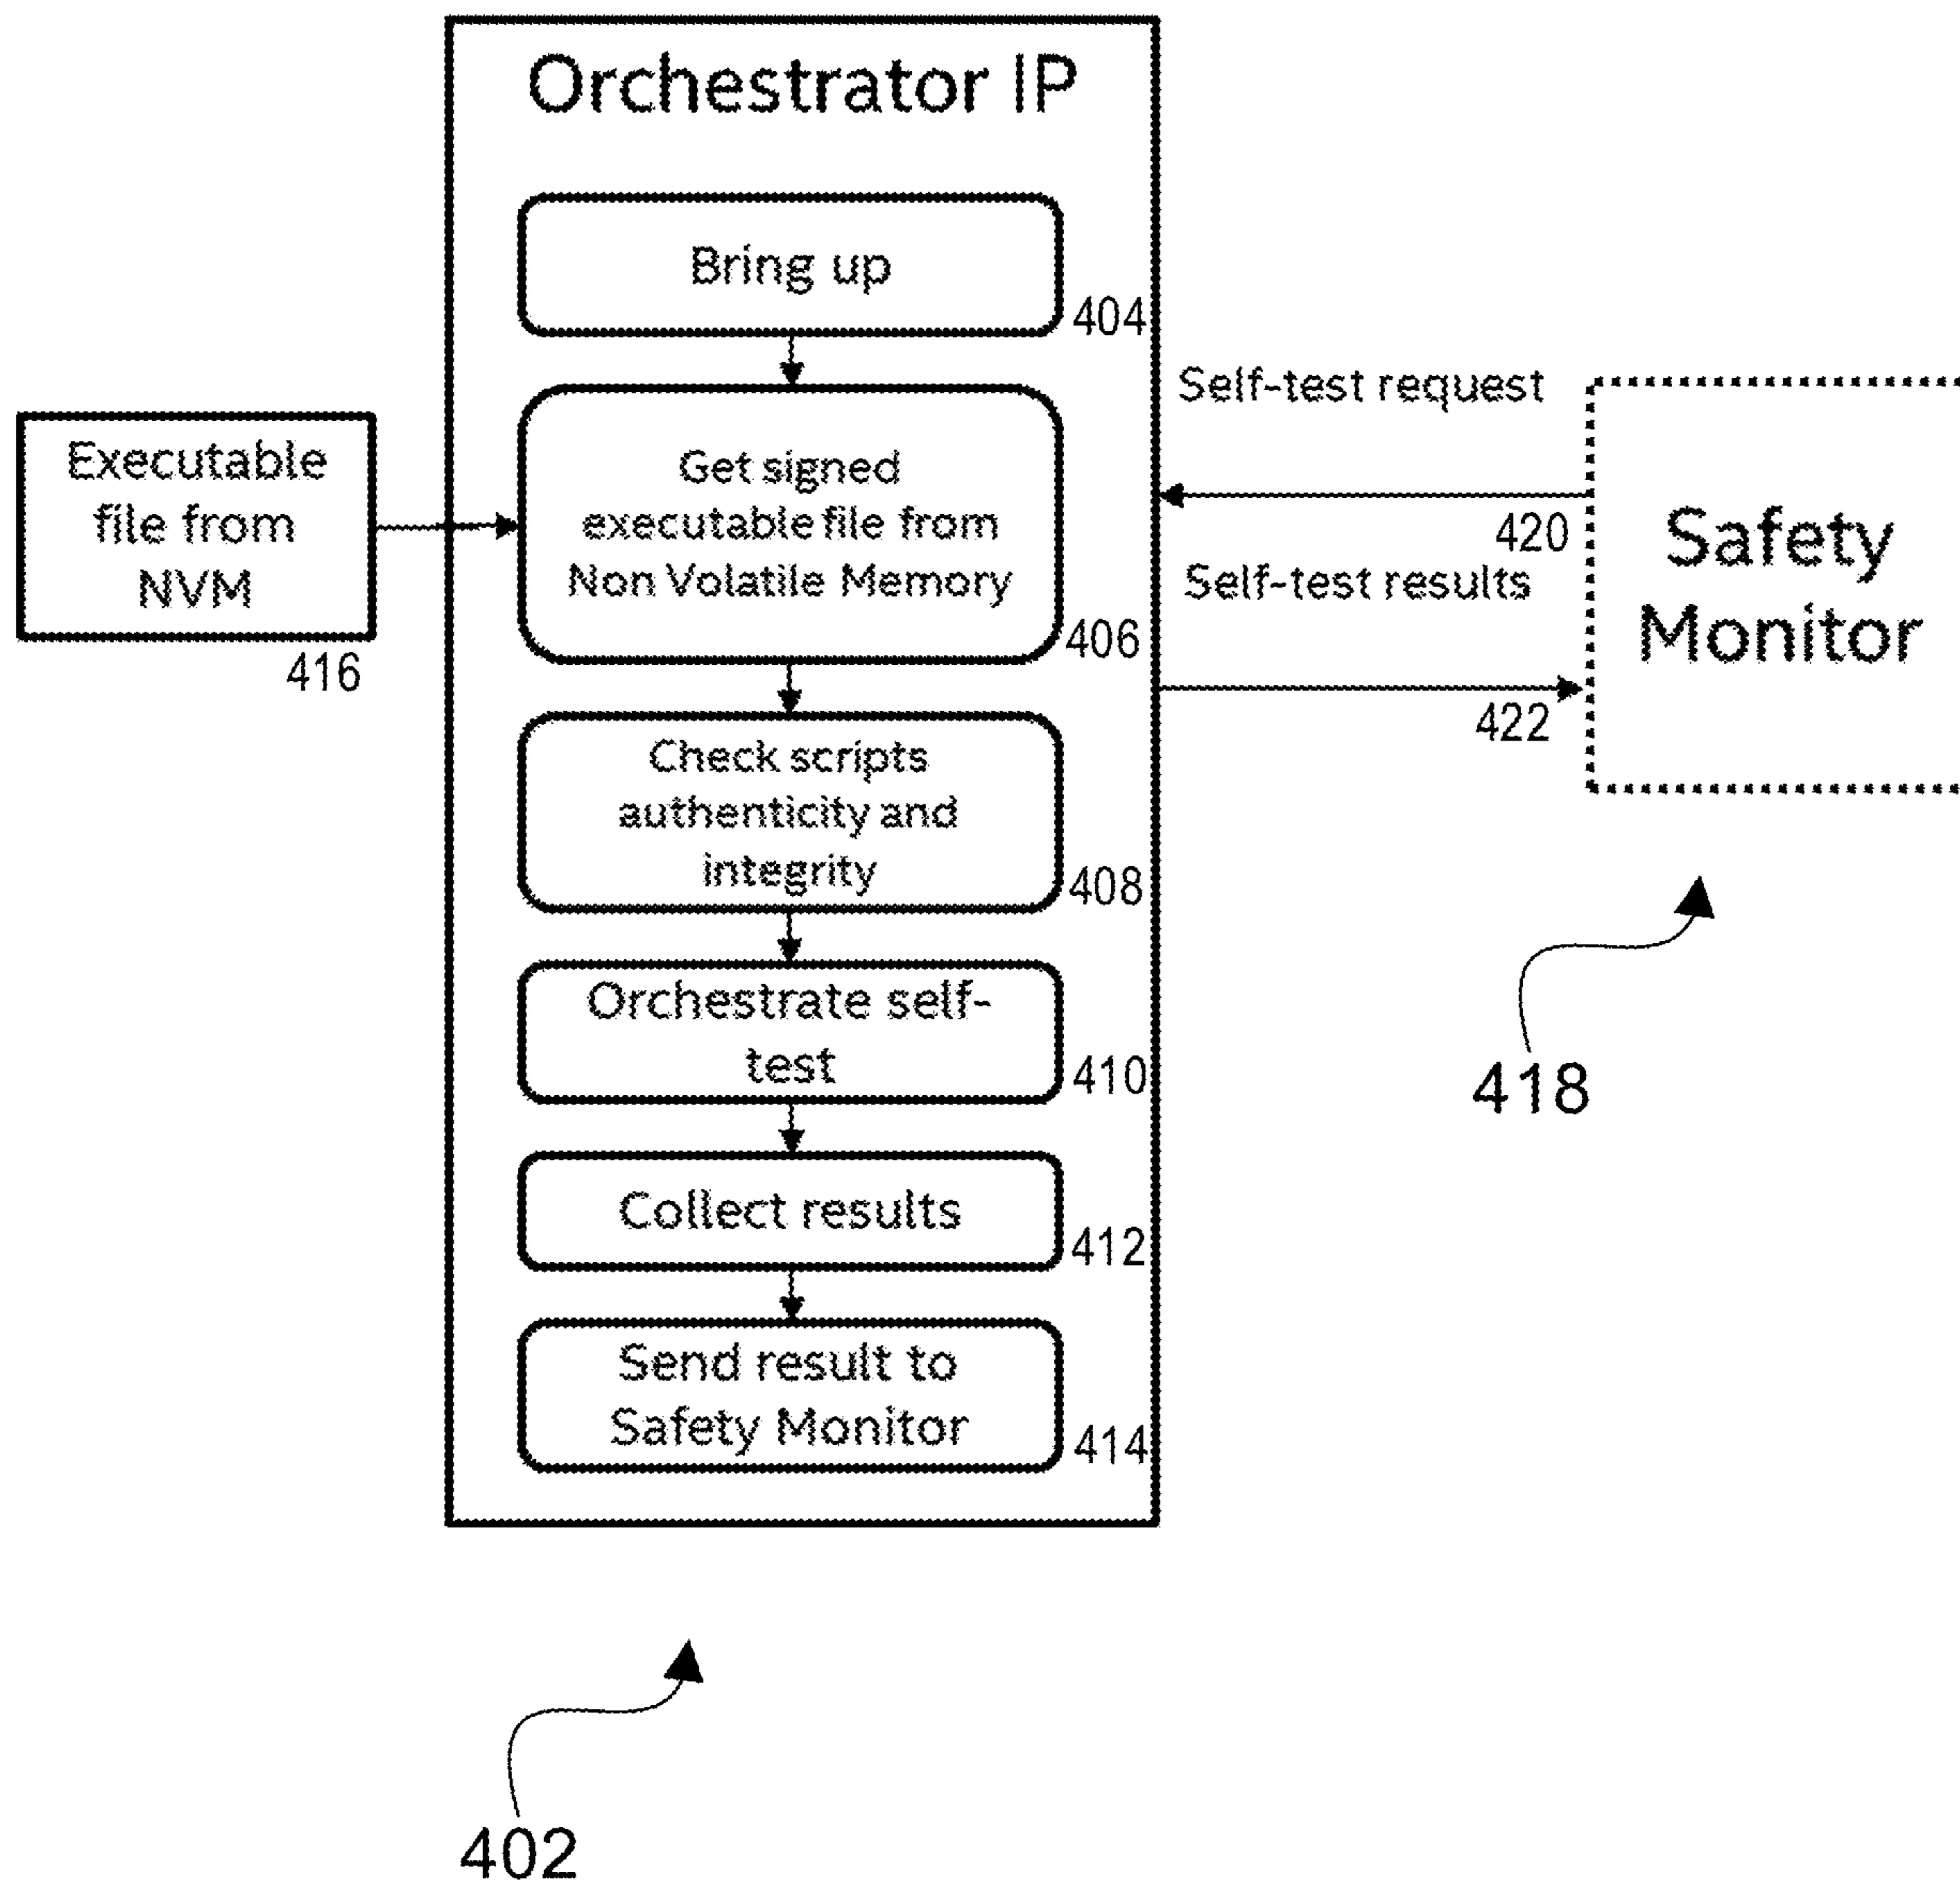 Orchestrator IP
Bring up
404
Executable
file from
NVM
416
Get signed
executable file from
Non Volatile Memory
406
Self-test request
420
Self-test results
422
Safety
Monitor
418
Check scripts
authenticity and
integrity
408
Orchestrate self-
test
410
Collect results
412
Send result to
Safety Monitor
414
402